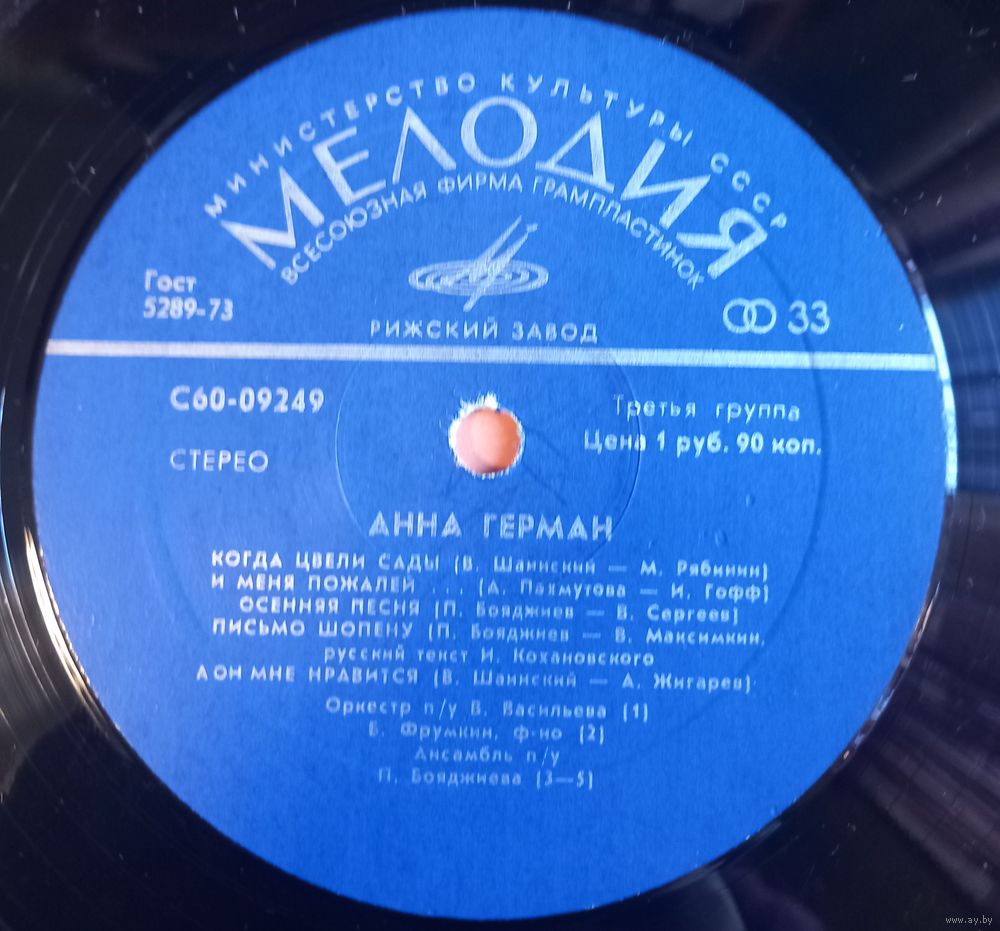 МИНИСТЕРСТВО КУЛЬТУРЫ СССР
МЕЛОДИЯ
ВСЕСОЮЗНАЯ ФИРМА ГРАМПЛАСТИНОК
Гост
5289-73
33
РИЖСКИЙ ЗАВОД
С60-09249
Третья группа
Цена 1 руб. 90 коп.
СТЕРЕО
АННА ГЕРМАН
КОГДА ЦВЕЛИ САДЫ (В. Шаинский — М. Рябинин)
И МЕНЯ ПОЖАЛЕЙ . . . (А. Пахмутова — И. Гофф)
ОСЕННЯЯ ПЕСНЯ (П. Бояджиев — В. Сергеев)
ПИСЬМО ШОПЕНУ (П. Бояджиев — В. Максимкин,
русский текст И. Кохановского
А ОН МНЕ НРАВИТСЯ (В. Шаинский — А. Жигарев)
Оркестр п/у В. Васильева (1)
Б. Фрумкин, ф-но (2)
Ансамбль п/у
П. Бояджиева (3—5)
www.ay.by